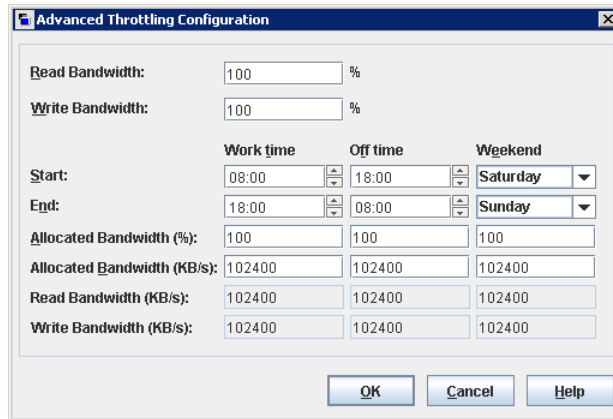 Advanced Throttling Configuration
Read Bandwidth: 100 %
Write Bandwidth: 100 %
Work time Off time Weekend
Start: 08:00 18:00 Saturday
End: 18:00 08:00 Sunday
Allocated Bandwidth (%): 100 100 100
Allocated Bandwidth (KB/s): 102400 102400 102400
Read Bandwidth (KB/s): 102400 102400 102400
Write Bandwidth (KB/s): 102400 102400 102400
OK Cancel Help